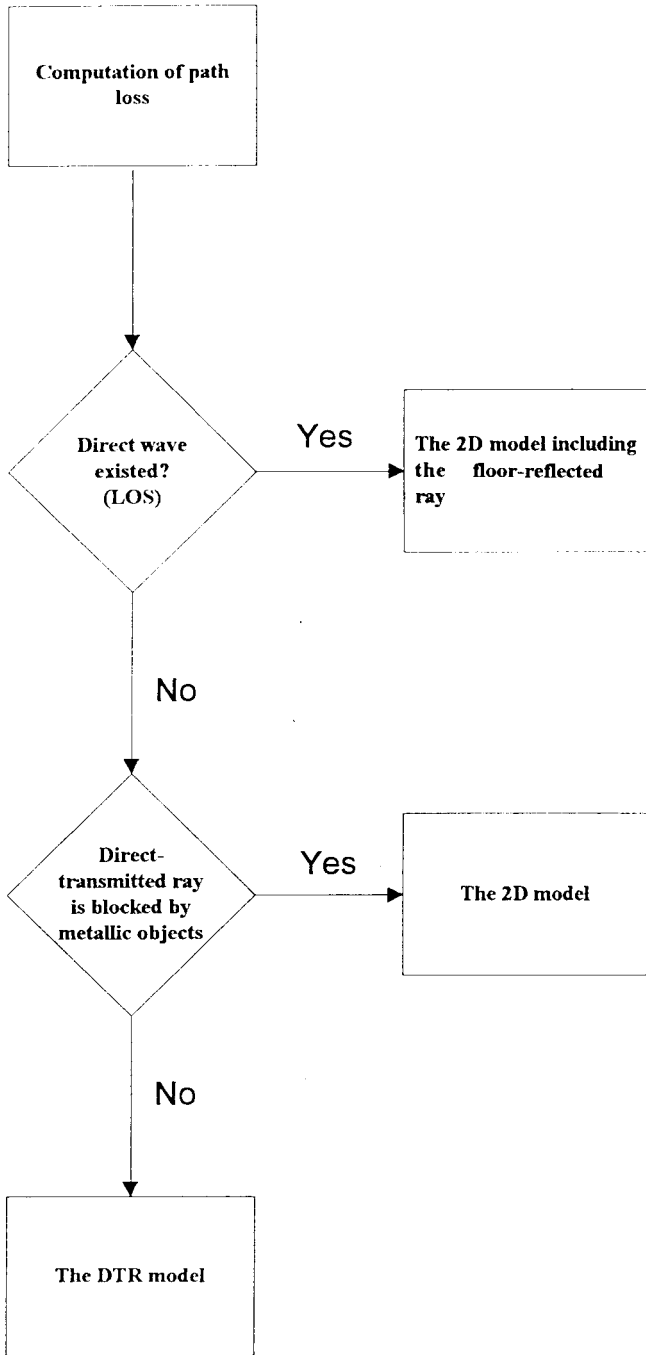 Computation of path
loss
Direct wave
existed?
(LOS)
Yes
The 2D model including
the floor-reflected
ray
No
Direct-
transmitted ray
is blocked by
metallic objects
Yes
The 2D model
No
The DTR model